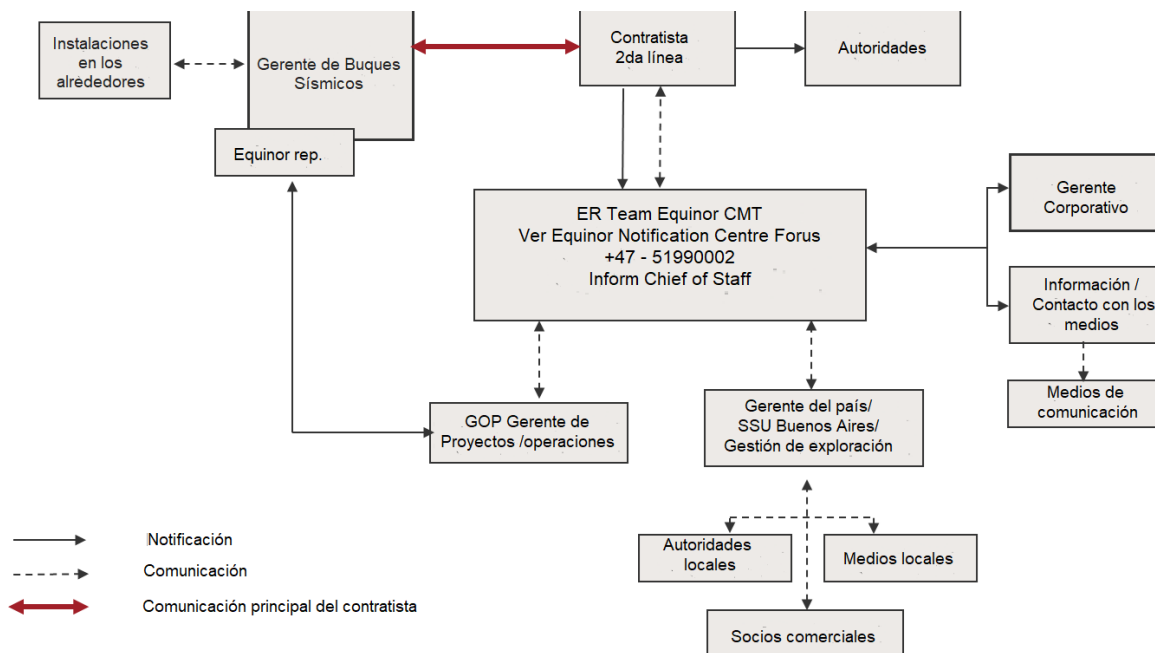 Instalaciones
en los
alrededores
Gerente de Buques
Sísmicos
Contratista
2da línea
Autoridades
Equinor rep.
ER Team Equinor CMT
Ver Equinor Notification Centre Forus
+47 - 51990002
Inform Chief of Staff
Gerente
Corporativo
Información /
Contacto con los
medios
Medios de
comunicación
GOP Gerente de
Proyectos /operaciones
Gerente del país/
SSU Buenos Aires/
Gestión de exploración
Autoridades
locales
Medios locales
Socios comerciales
Notificación
Comunicación
Comunicación principal del contratista